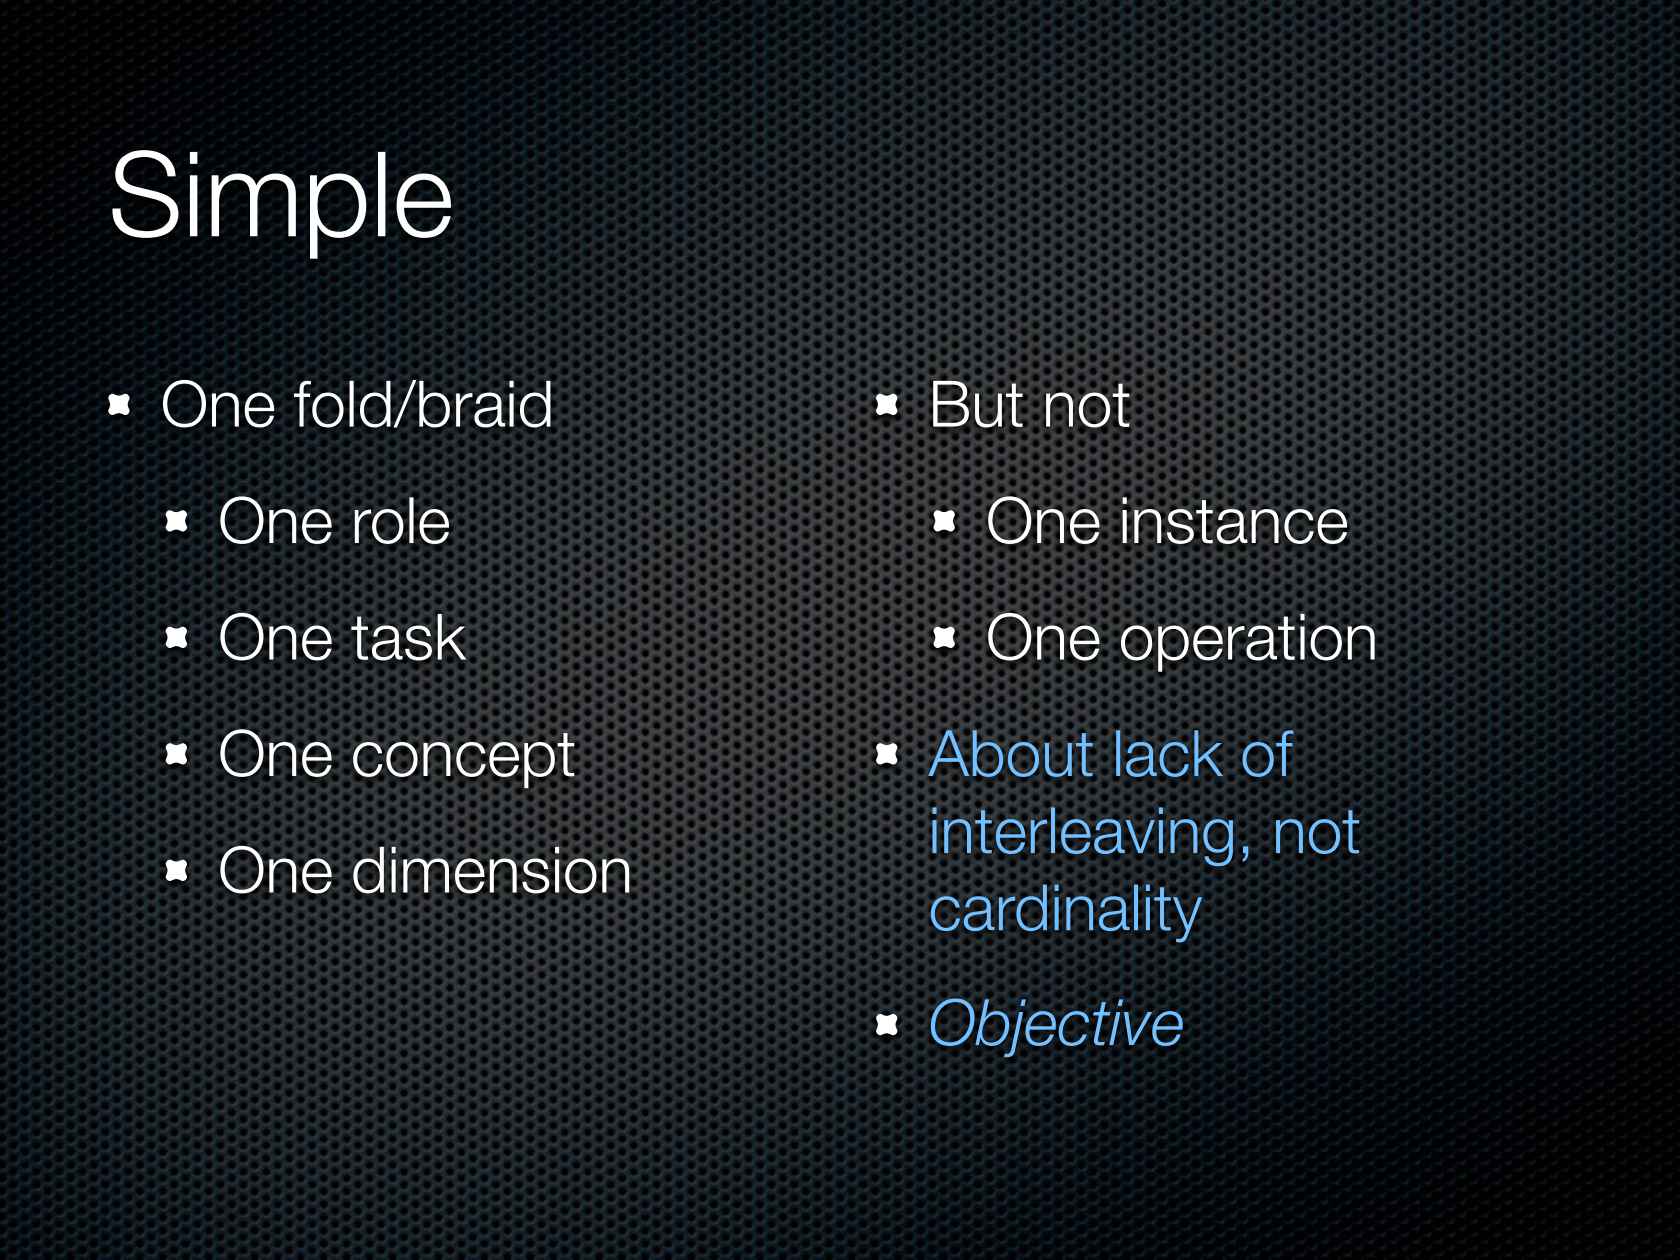 Simple
One fold/braid
One role
One task
One concept
One dimension
But not
One instance
One operation
About lack of
interleaving, not
cardinality
Objective